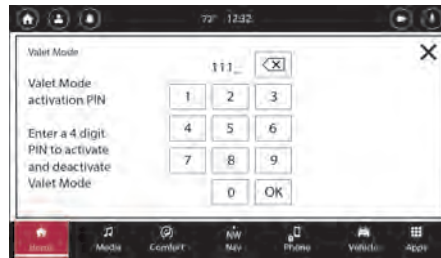 72° 12:32
Valet Mode
111_
Valet Mode
activation PIN
Enter a 4 digit
PIN to activate
and deactivate
Valet Mode
1 2 3
4 5 6
7 8 9
0 OK
Home Media Comfort NW Nav Phone Vehicle Apps